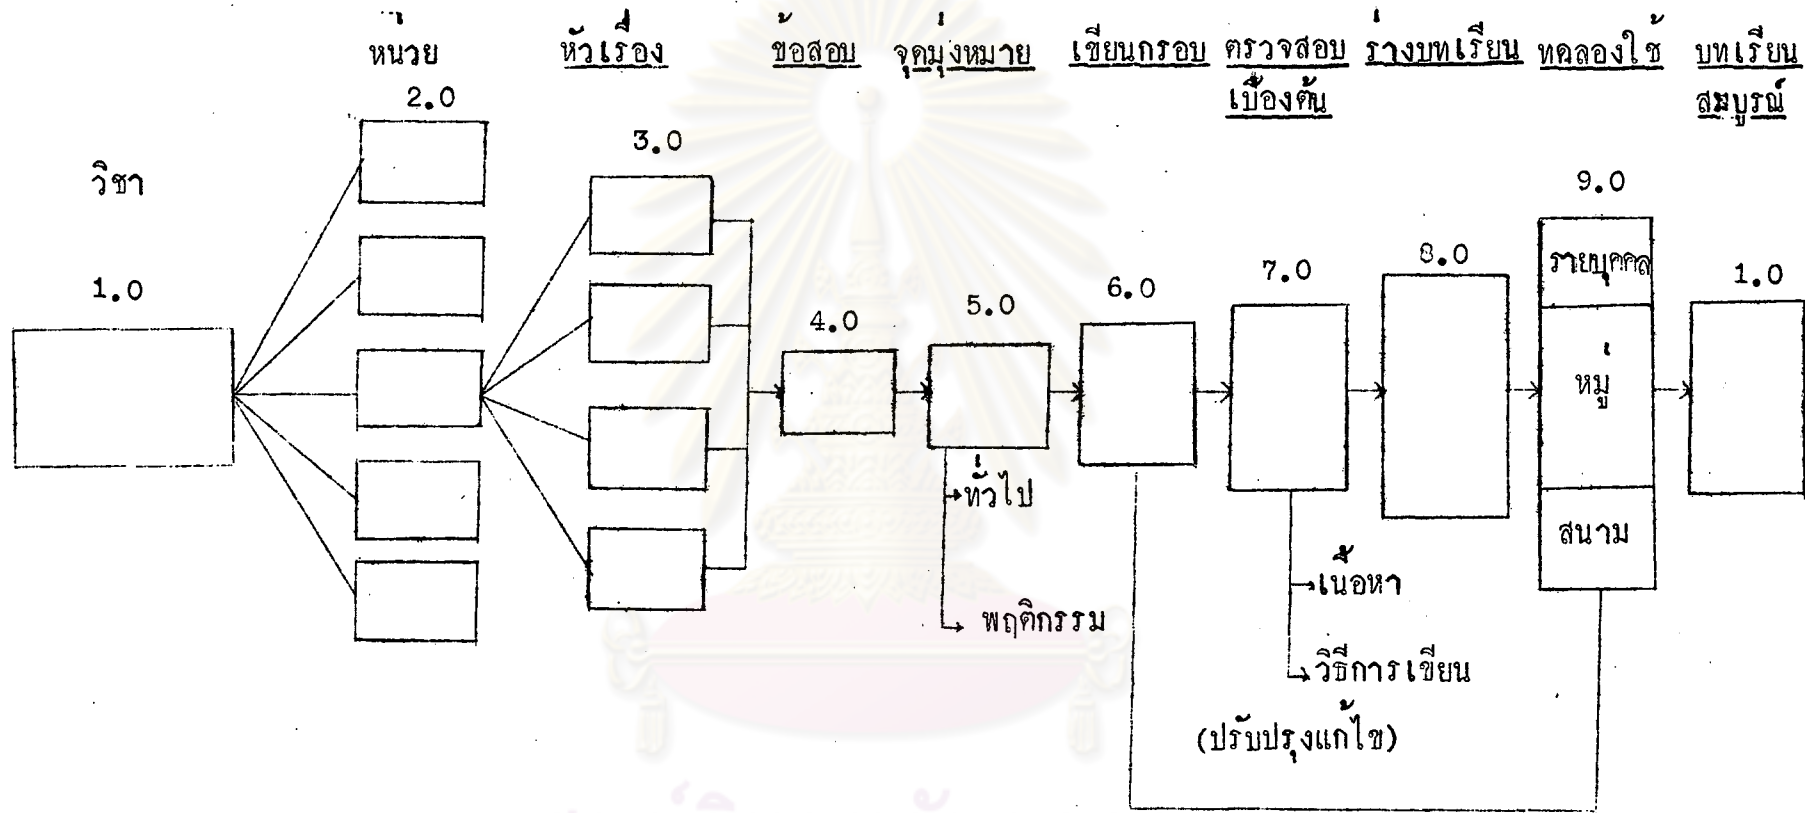 หน่วย
หัวเรื่อง
ข้อสอบ
จุดมุ่งหมาย
เขียนกรอบ
ตรวจสอบ
เบื้องต้น
ร่างบทเรียน
ทดลองใช้
บทเรียน
สมบูรณ์
วิชา
1.0
2.0
3.0
4.0
5.0
6.0
7.0
8.0
9.0
1.0
รายบุคคล
หมู่
สนาม
ทั่วไป
พฤติกรรม
เนื้อหา
วิธีการเขียน
(ปรับปรุงแก้ไข)